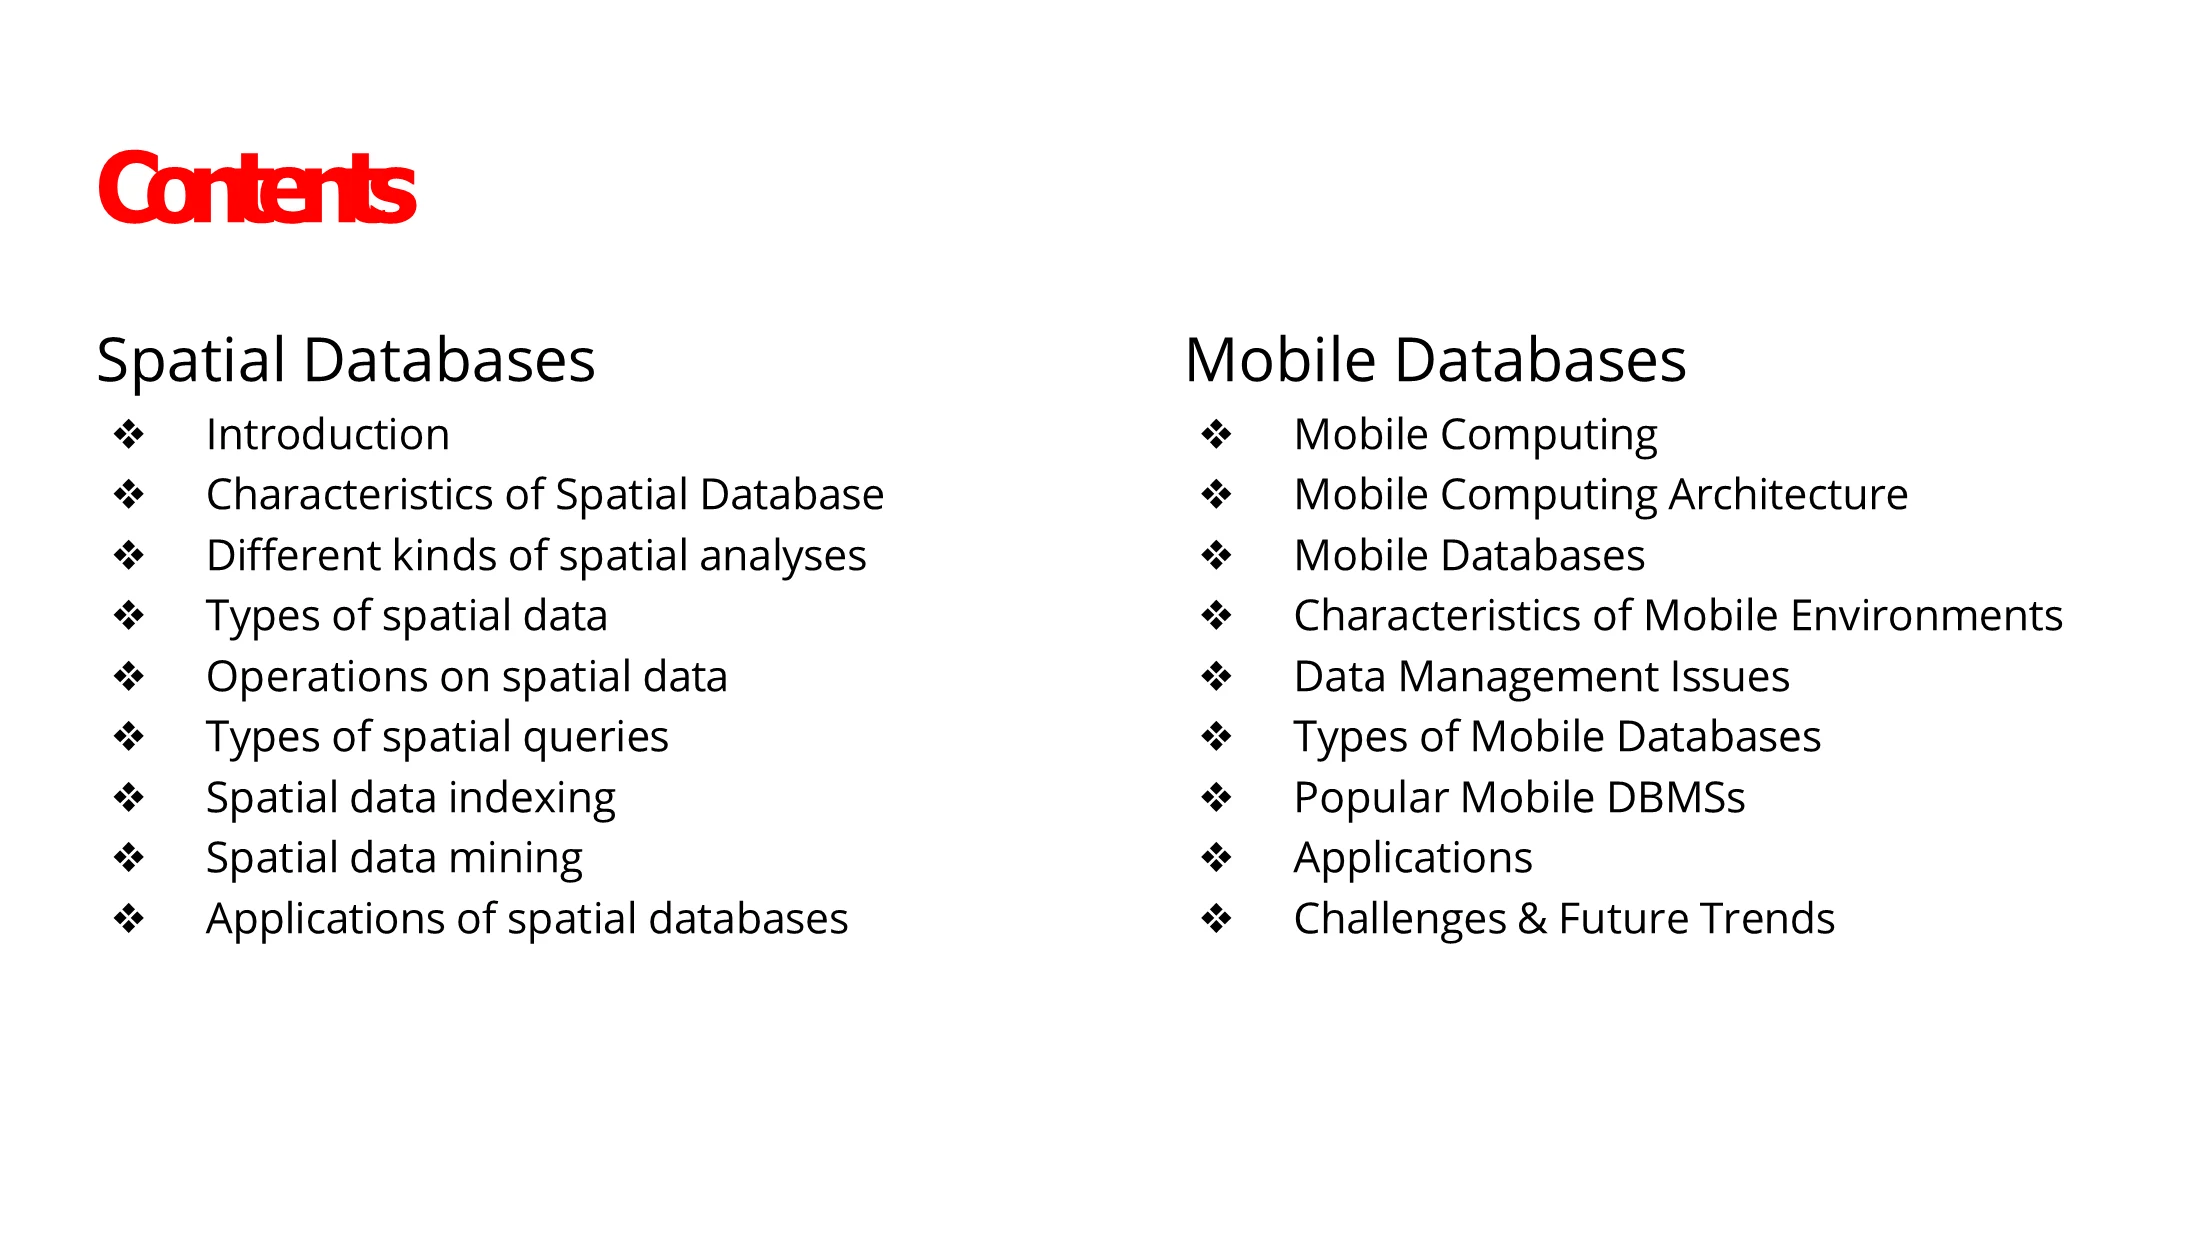 Contents
Spatial Databases
❖ Introduction
❖ Characteristics of Spatial Database
❖ Different kinds of spatial analyses
❖ Types of spatial data
❖ Operations on spatial data
❖ Types of spatial queries
❖ Spatial data indexing
❖ Spatial data mining
❖ Applications of spatial databases
Mobile Databases
❖ Mobile Computing
❖ Mobile Computing Architecture
❖ Mobile Databases
❖ Characteristics of Mobile Environments
❖ Data Management Issues
❖ Types of Mobile Databases
❖ Popular Mobile DBMSs
❖ Applications
❖ Challenges & Future Trends